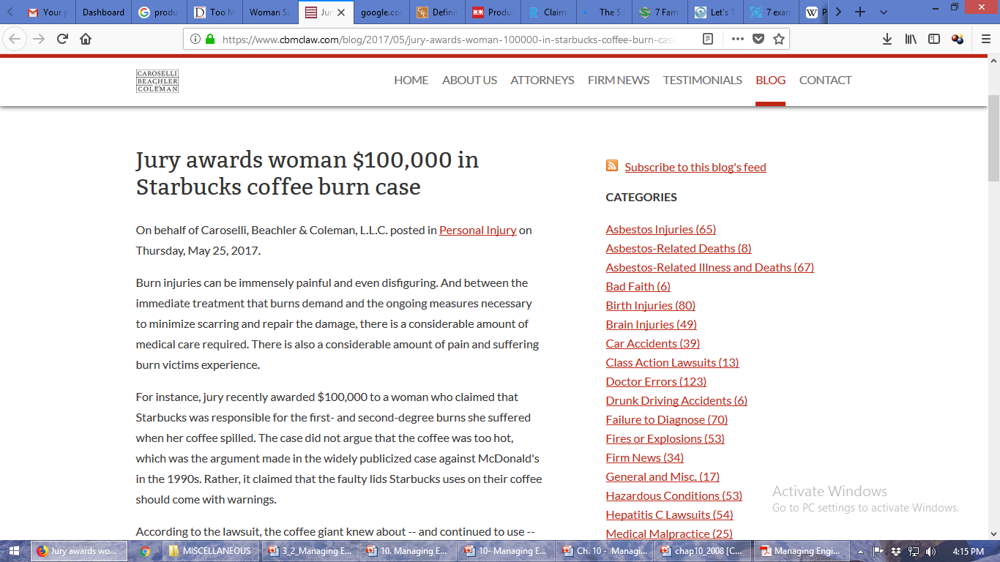 Your p
Dashboard
produ
Too M
Woman Su
Jur
google.co
Defini
Produ
Claim
The 5
7 Fam
Let's T
7 exar
P
https://www.cbmclaw.com/blog/2017/05/jury-awards-woman-100000-in-starbucks-coffee-burn-case
CAROSELLI
BEACHLER
COLEMAN
HOME ABOUT US ATTORNEYS FIRM NEWS TESTIMONIALS BLOG CONTACT
Jury awards woman $100,000 in
Starbucks coffee burn case
On behalf of Caroselli, Beachler & Coleman, L.L.C. posted in Personal Injury on
Thursday, May 25, 2017.
Burn injuries can be immensely painful and even disfiguring. And between the
immediate treatment that burns demand and the ongoing measures necessary
to minimize scarring and repair the damage, there is a considerable amount of
medical care required. There is also a considerable amount of pain and suffering
burn victims experience.
For instance, jury recently awarded $100,000 to a woman who claimed that
Starbucks was responsible for the first- and second-degree burns she suffered
when her coffee spilled. The case did not argue that the coffee was too hot,
which was the argument made in the widely publicized case against McDonald's
in the 1990s. Rather, it claimed that the faulty lids Starbucks uses on their coffee
should come with warnings.
According to the lawsuit, the coffee giant knew about -- and continued to use --
Subscribe to this blog's feed
CATEGORIES
Asbestos Injuries (65)
Asbestos-Related Deaths (8)
Asbestos-Related Illness and Deaths (67)
Bad Faith (6)
Birth Injuries (80)
Brain Injuries (49)
Car Accidents (39)
Class Action Lawsuits (13)
Doctor Errors (123)
Drunk Driving Accidents (6)
Failure to Diagnose (70)
Fires or Explosions (53)
Firm News (34)
General and Misc. (17)
Hazardous Conditions (53)
Hepatitis C Lawsuits (54)
Medical Malpractice (25)
Activate Windows
Go to PC settings to activate Windows.
Jury awards wo...
MISCELLANEOUS
3_2_Managing E...
10. Managing E...
10- Managing E...
Ch. 10 - Managi...
chap10_2008 [C...
Managing Engi...
4:15 PM